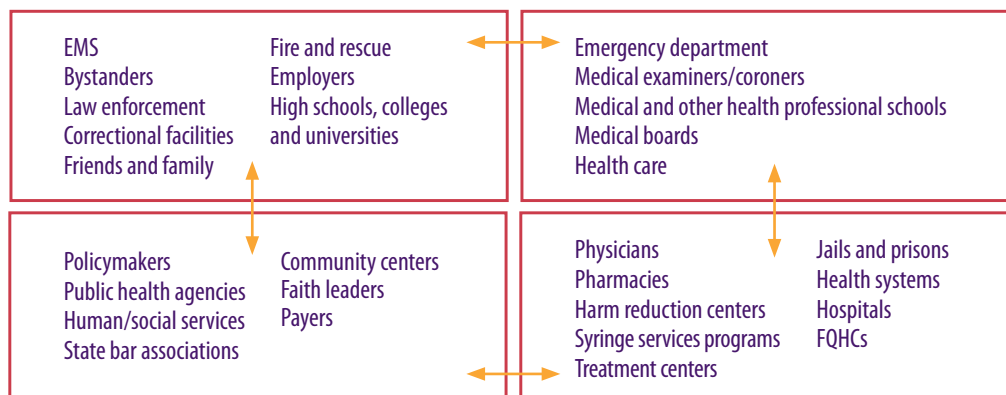 EMS
Bystanders
Law enforcement
Correctional facilities
Friends and family
Fire and rescue
Employers
High schools, colleges
and universities
Emergency department
Medical examiners/coroners
Medical and other health professional schools
Medical boards
Health care
Policymakers
Public health agencies
Human/social services
State bar associations
Community centers
Faith leaders
Payers
Physicians
Pharmacies
Harm reduction centers
Syringe services programs
Treatment centers
Jails and prisons
Health systems
Hospitals
FQHCs